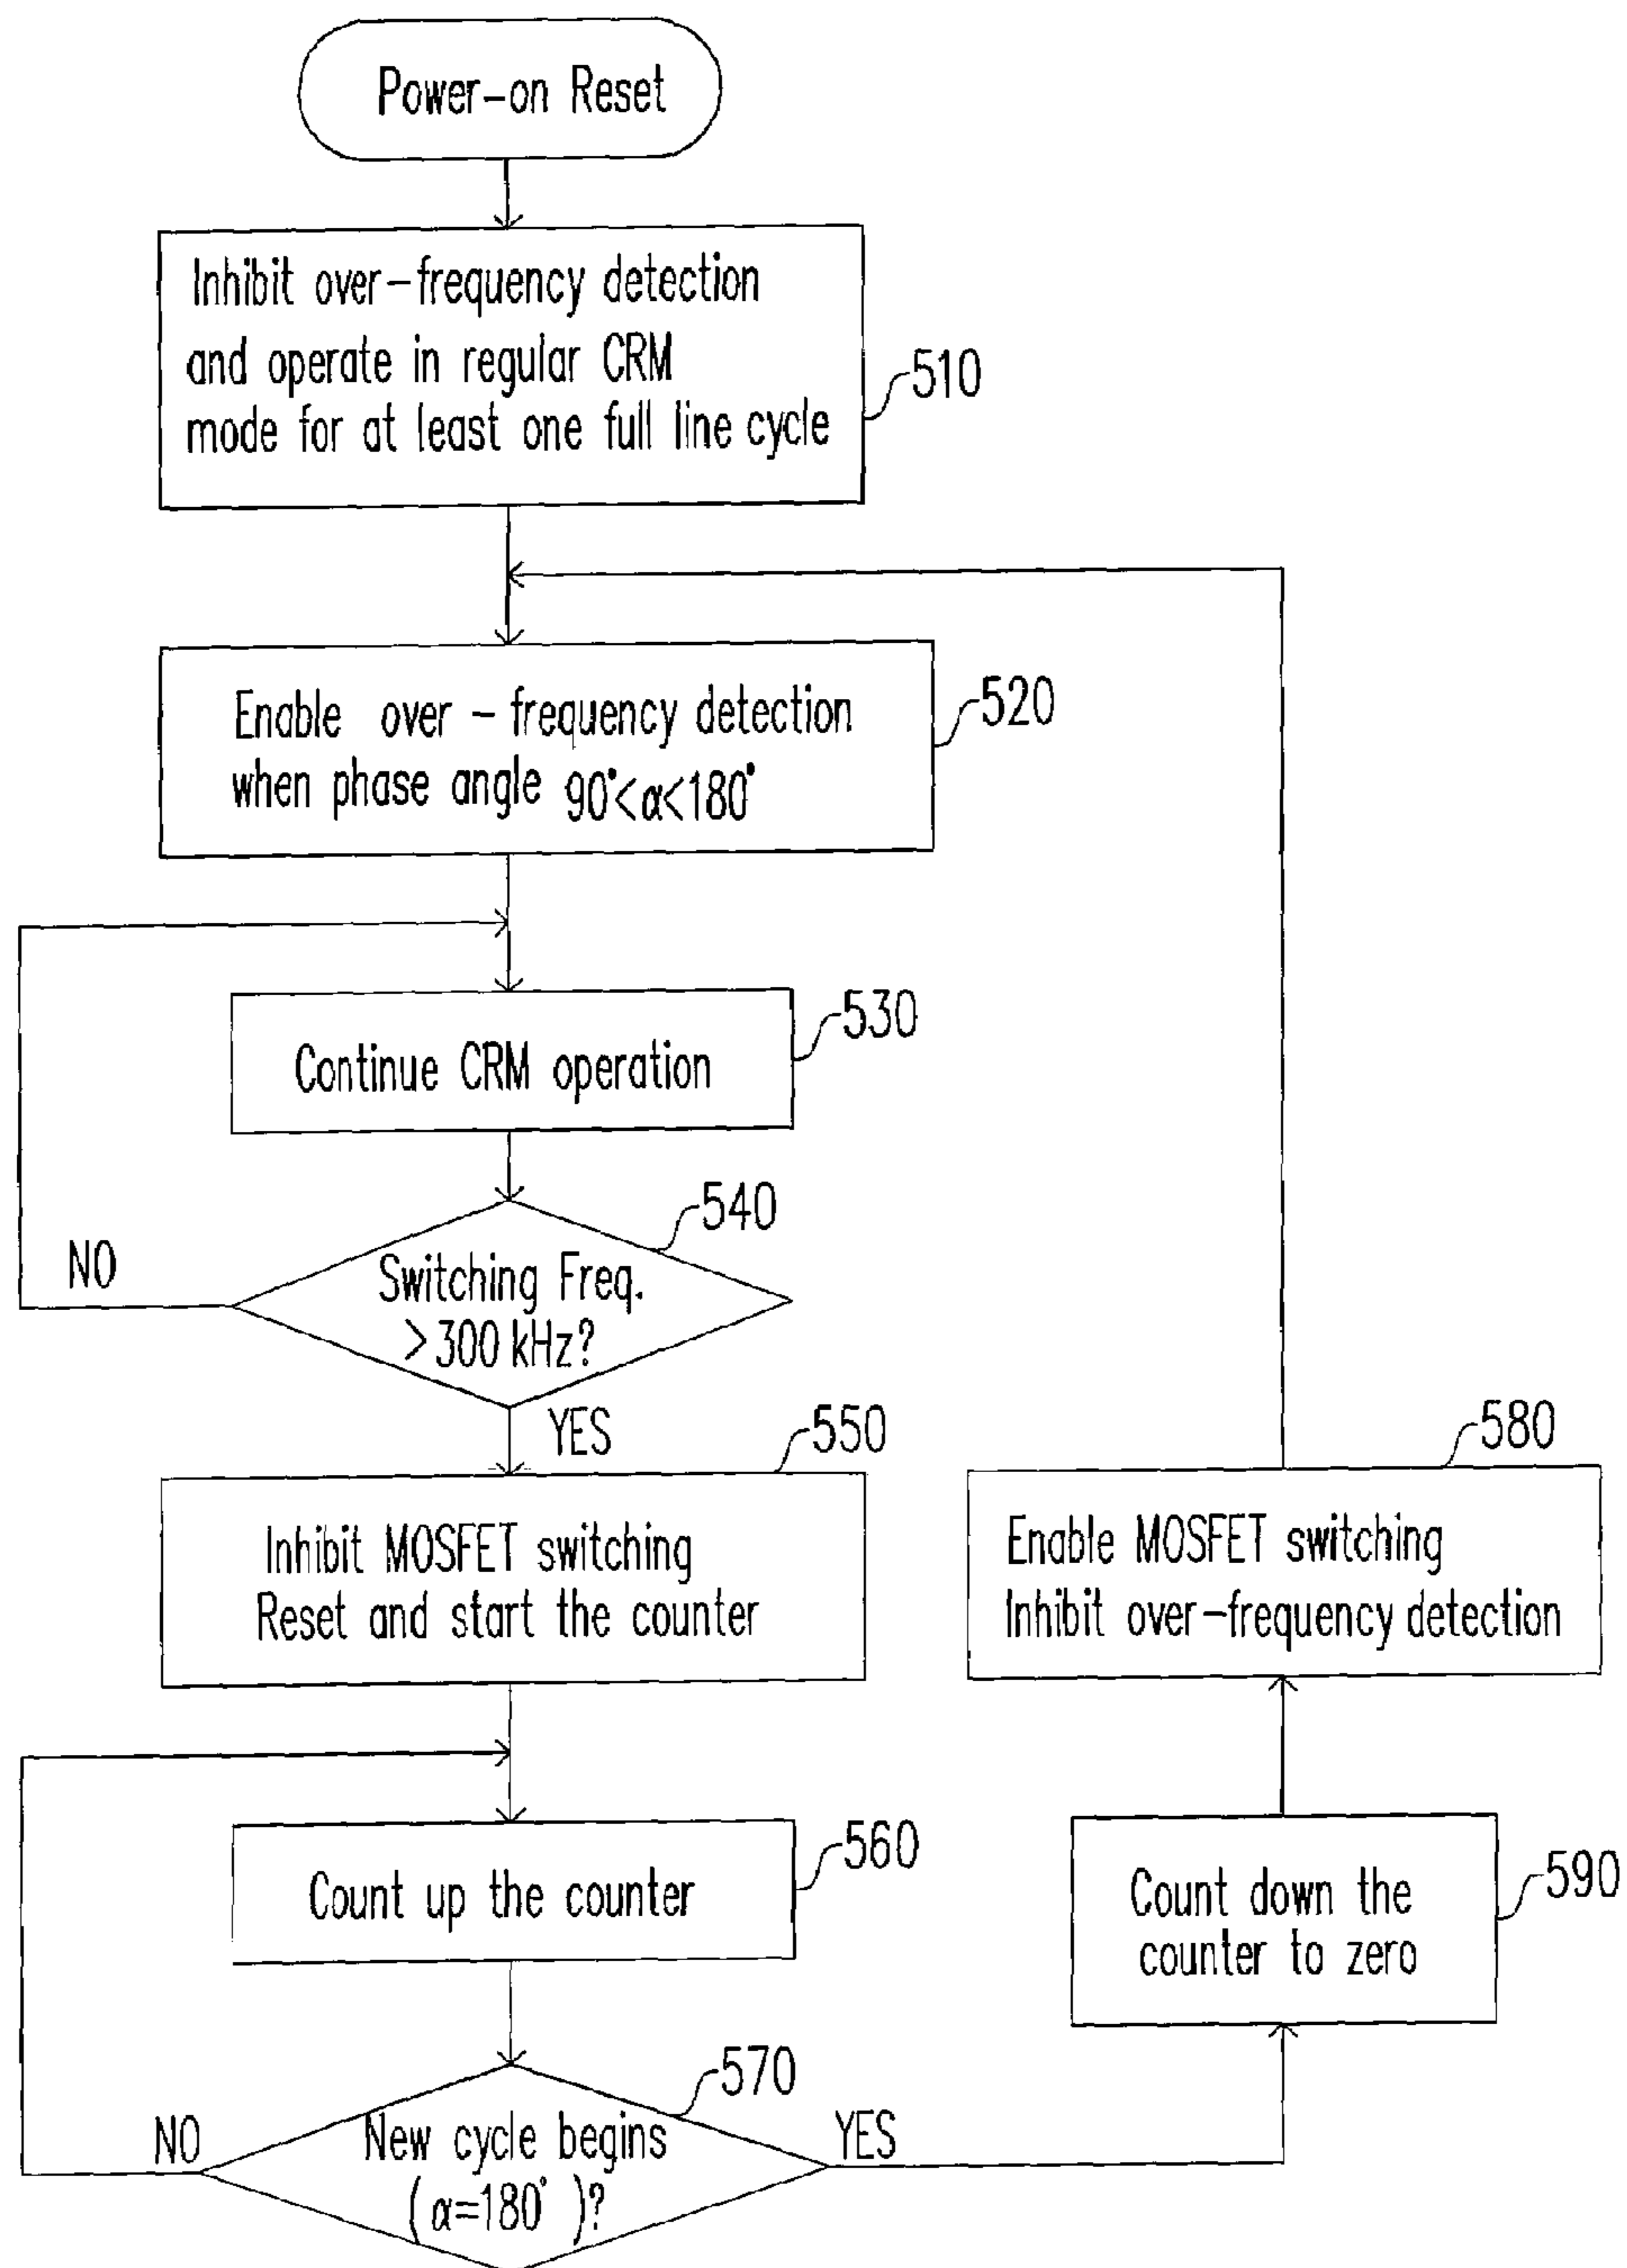 Power-on Reset
Inhibit over-frequency detection
and operate in regular CRM
mode for at least one full line cycle
510
Enable over-frequency detection
when phase angle 90°<α<180°
520
Continue CRM operation
530
Switching Freq.
>300 kHz?
540
NO
YES
Inhibit MOSFET switching
Reset and start the counter
550
Enable MOSFET switching
Inhibit over-frequency detection
580
Count up the counter
560
Count down the
counter to zero
590
New cycle begins
(α=180°)?
570
NO
YES